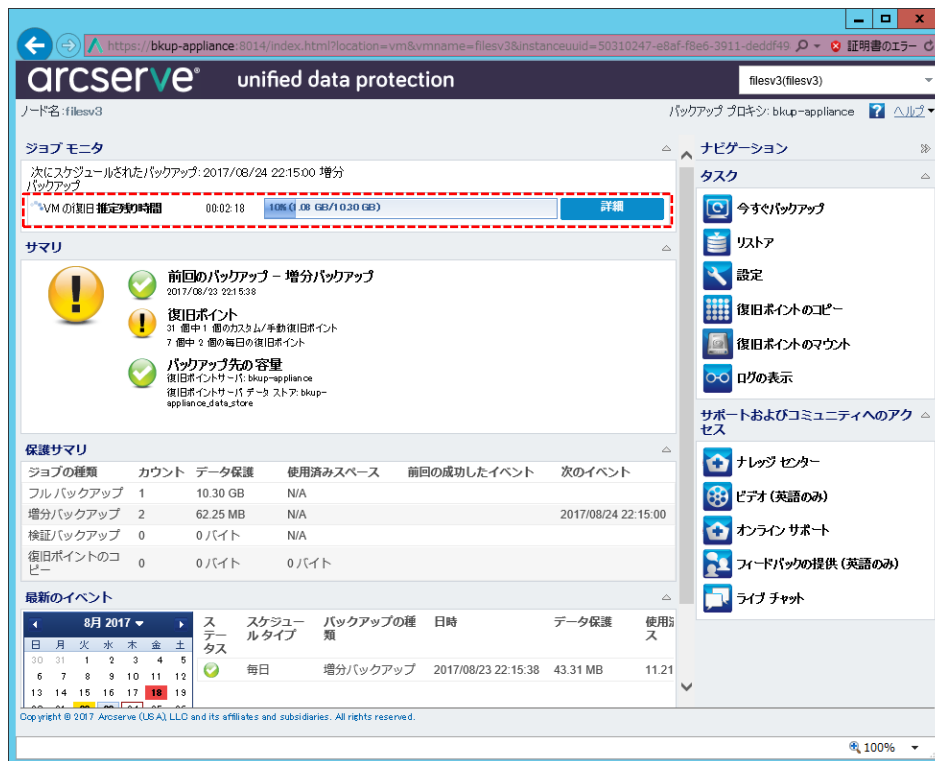 https://bkup-appliance:8014/index.html?location=vm&vmname=filesv3&instanceuuid=50310247-e8af-f8e6-3911-deddf49
証明書のエラー
arcserve® unified data protection
filesv3(filesv3)
ノード名:filesv3
バックアップ プロキシ: bkup-appliance
ヘルプ
ジョブ モニタ
次にスケジュールされたバックアップ: 2017/08/24 22:15:00 増分
バックアップ
VM の復旧 推定残り時間 00:02:18 10% (1.08 GB/10.30 GB) 詳細
サマリ
前回のバックアップ - 増分バックアップ
2017/08/23 22:15:38
復旧ポイント
31 個中 1 個のカスタム/手動復旧ポイント
7 個中 2 個の毎日の復旧ポイント
バックアップ先の容量
復旧ポイントサーバ: bkup-appliance
復旧ポイントサーバ データ ストア: bkup-
appliance_data_store
保護サマリ
ジョブの種類 カウント データ保護 使用済みスペース 前回の成功したイベント 次のイベント
フル バックアップ 1 10.30 GB N/A
増分バックアップ 2 62.25 MB N/A 2017/08/24 22:15:00
検証バックアップ 0 0 バイト N/A
復旧ポイントのコ
ピー 0 0 バイト 0 バイト
最新のイベント
8月 2017
日 月 火 水 木 金 土
30 31 1 2 3 4 5
6 7 8 9 10 11 12
13 14 15 16 17 18 19
ス
テー
タス
スケジュー
ル タイプ
バックアップの種
類
日時
データ保護
使用
ス
毎日 増分バックアップ 2017/08/23 22:15:38 43.31 MB 11.21
ナビゲーション
タスク
今すぐバックアップ
リストア
設定
復旧ポイントのコピー
復旧ポイントのマウント
ログの表示
サポートおよびコミュニティへのアク
セス
ナレッジ センター
ビデオ (英語のみ)
オンライン サポート
フィードバックの提供 (英語のみ)
ライブ チャット
Copyright © 2017 Arcserve (USA), LLC and its affiliates and subsidiaries. All rights reserved.
100%